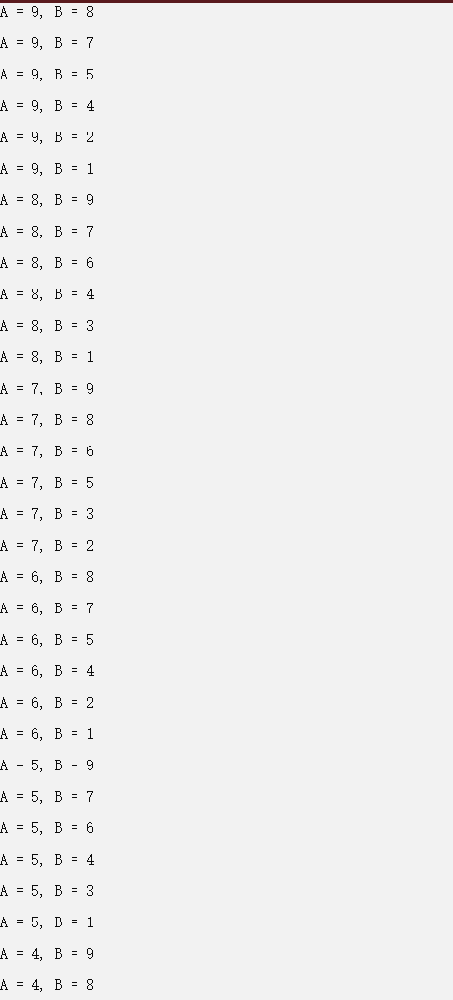 A = 9, B = 8
A = 9, B = 7
A = 9, B = 5
A = 9, B = 4
A = 9, B = 2
A = 9, B = 1
A = 8, B = 9
A = 8, B = 7
A = 8, B = 6
A = 8, B = 4
A = 8, B = 3
A = 8, B = 1
A = 7, B = 9
A = 7, B = 8
A = 7, B = 6
A = 7, B = 5
A = 7, B = 3
A = 7, B = 2
A = 6, B = 8
A = 6, B = 7
A = 6, B = 5
A = 6, B = 4
A = 6, B = 2
A = 6, B = 1
A = 5, B = 9
A = 5, B = 7
A = 5, B = 6
A = 5, B = 4
A = 5, B = 3
A = 5, B = 1
A = 4, B = 9
A = 4, B = 8